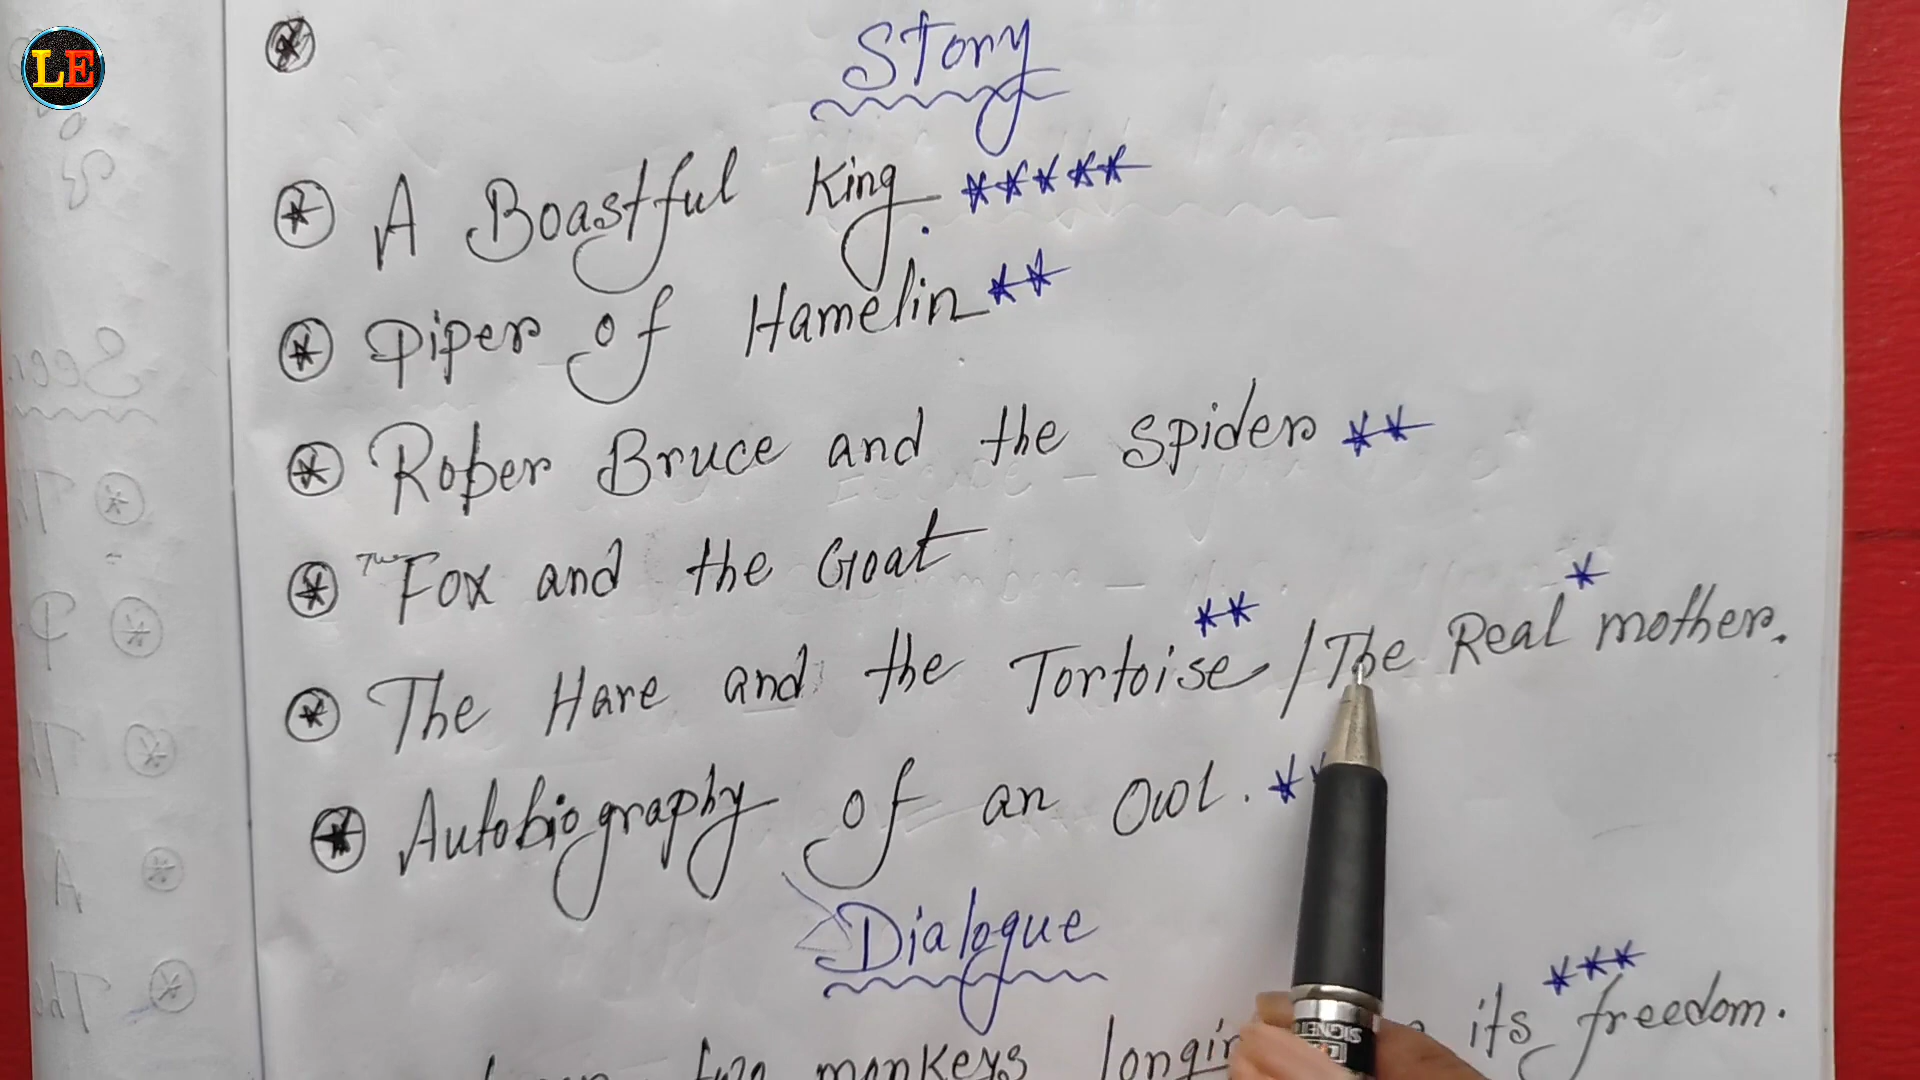 LE
Story
A Boastful King. *****
Piper of Hamelin **
Rober Bruce and the Spider **
The Fox and the Goat
The Hare and the Tortoise ** / The Real mother. *
Autobiography of an Owl. *
Dialogue
two monkeys its freedom. ***